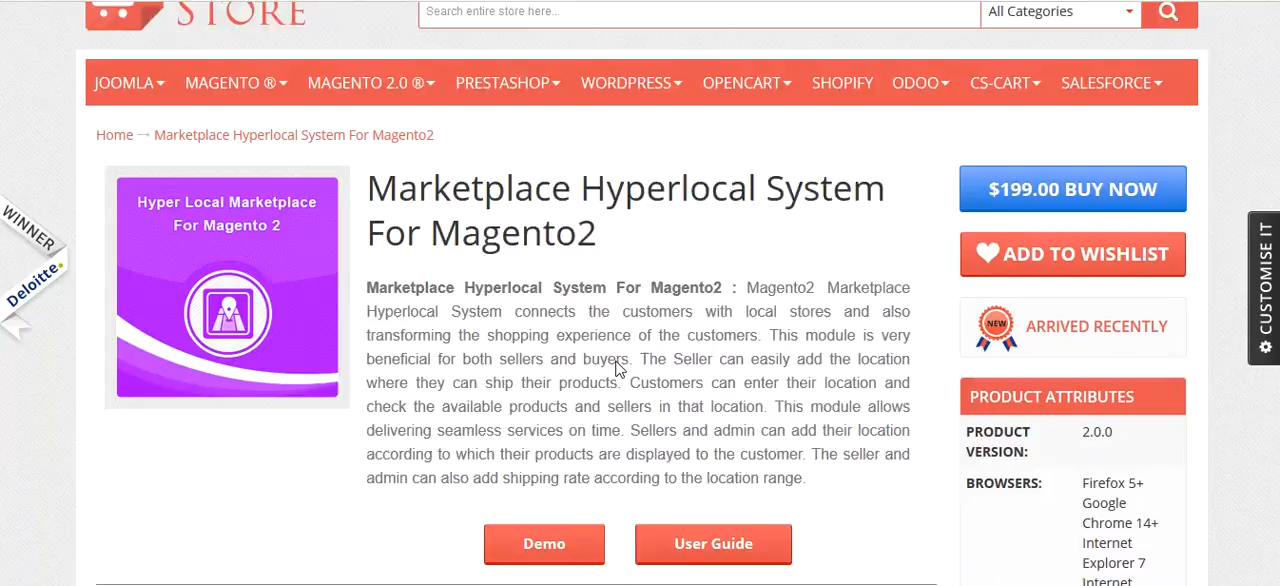 STORE
Search entire store here...
All Categories
JOOMLA MAGENTO ® MAGENTO 2.0 ® PRESTASHOP WORDPRESS OPENCART SHOPIFY ODOO CS-CART SALESFORCE
Home → Marketplace Hyperlocal System For Magento2
WINNER
Deloitte.
Hyper Local Marketplace
For Magento 2
Marketplace Hyperlocal System
For Magento2
Marketplace Hyperlocal System For Magento2 : Magento2 Marketplace
Hyperlocal System connects the customers with local stores and also
transforming the shopping experience of the customers. This module is very
beneficial for both sellers and buyers. The Seller can easily add the location
where they can ship their products. Customers can enter their location and
check the available products and sellers in that location. This module allows
delivering seamless services on time. Sellers and admin can add their location
according to which their products are displayed to the customer. The seller and
admin can also add shipping rate according to the location range.
Demo
User Guide
$199.00 BUY NOW
ADD TO WISHLIST
NEW
ARRIVED RECENTLY
PRODUCT ATTRIBUTES
PRODUCT VERSION: 2.0.0
BROWSERS: Firefox 5+
Google
Chrome 14+
Internet
Explorer 7
Internet
CUSTOMISE IT